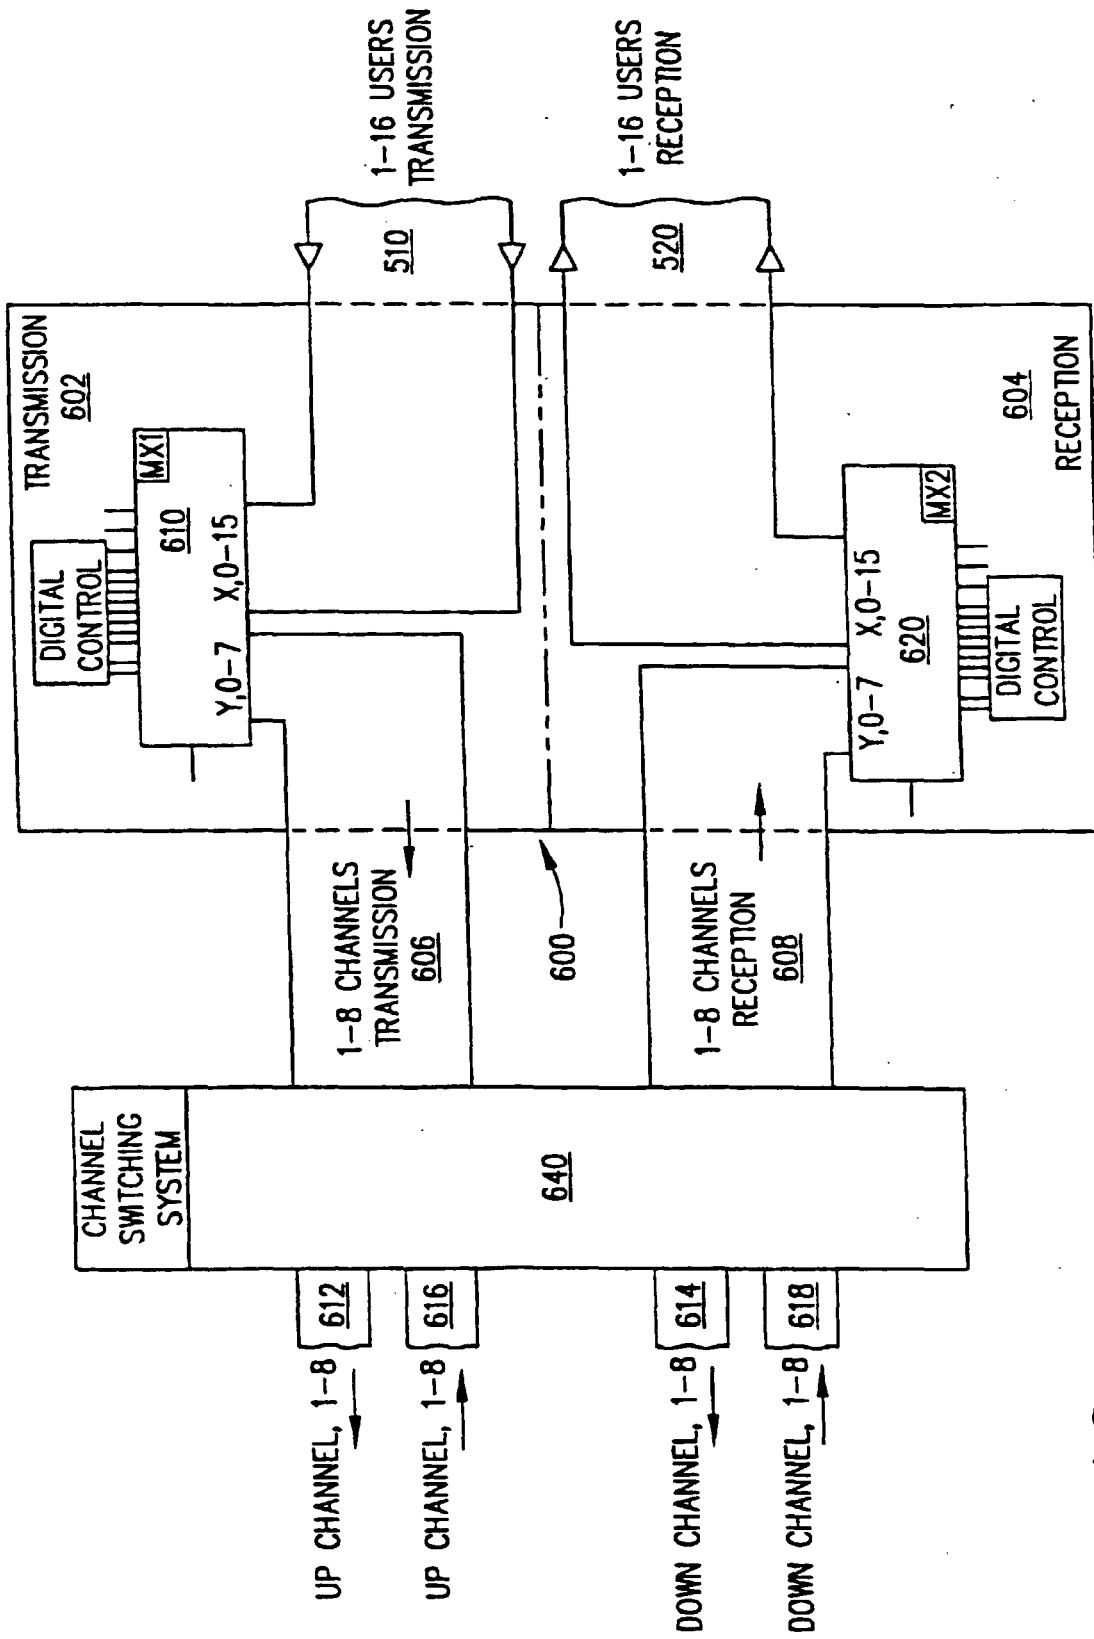 TRANSMISSION
602
DIGITAL
CONTROL
MX1
610
Y,0-7
X,0-15
1-16 USERS
TRANSMISSION
510
1-16 USERS
RECEPTION
520
CHANNEL
SWITCHING
SYSTEM
640
1-8 CHANNELS
TRANSMISSION
606
600
1-8 CHANNELS
RECEPTION
608
Y,0-7
X,0-15
620
MX2
DIGITAL
CONTROL
604
RECEPTION
UP CHANNEL, 1-8
612
UP CHANNEL, 1-8
616
DOWN CHANNEL, 1-8
614
DOWN CHANNEL, 1-8
618